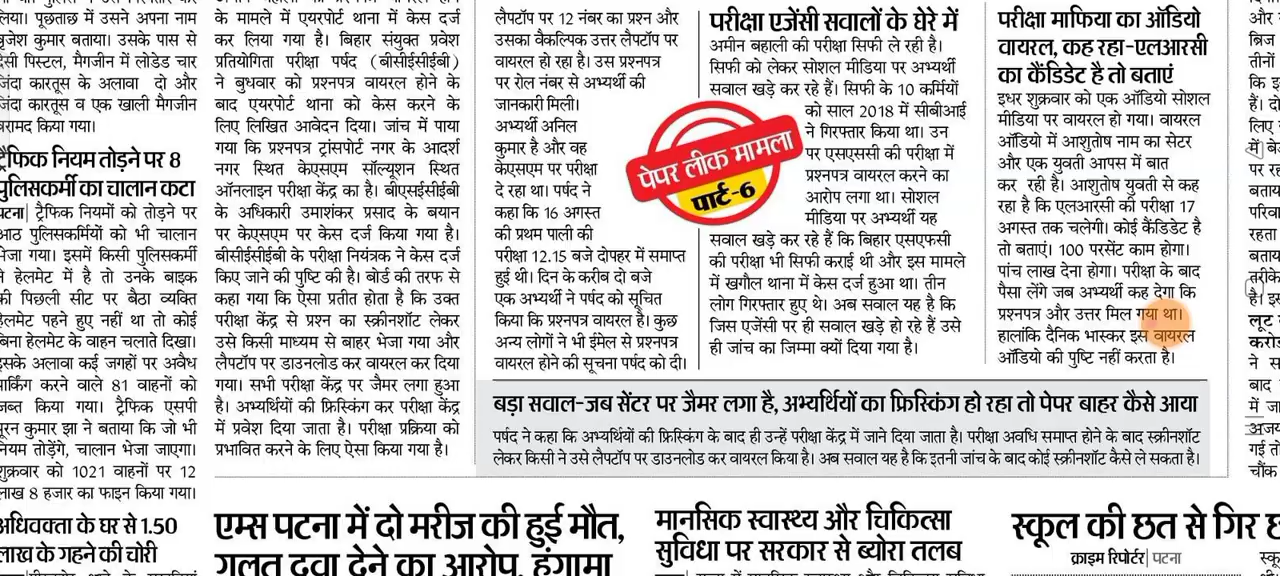 लिया। पूछताछ में उसने अपना नाम
बृजेश कुमार बताया। उसके पास से
देसी पिस्टल, मैगजीन में लोडेड चार
जिंदा कारतूस के अलावा दो और
जिंदा कारतूस व एक खाली मैगजीन
बरामद किया गया।
ट्रैफिक नियम तोड़ने पर 8
पुलिसकर्मी का चालान कटा
पटना| ट्रैफिक नियमों को तोड़ने पर
आठ पुलिसकर्मियों को भी चालान
भेजा गया। इसमें किसी पुलिसकर्मी
ने हेलमेट में है तो उनके बाइक
की पिछली सीट पर बैठा व्यक्ति
हेलमेट पहने हुए नहीं था तो कोई
बिना हेलमेट के वाहन चलाते दिखा।
इसके अलावा कई जगहों पर अवैध
पार्किंग करने वाले 81 वाहनों को
जब्त किया गया। ट्रैफिक एसपी
पूरन कुमार झा ने बताया कि जो भी
नियम तोड़ेंगे, चालान भेजा जाएगा।
शुक्रवार को 1021 वाहनों पर 12
लाख 8 हजार का फाइन किया गया।
अधिवक्ता के घर से 1.50
लाख के गहने की चोरी
के मामले में एयरपोर्ट थाना में केस दर्ज
कर लिया गया है। बिहार संयुक्त प्रवेश
प्रतियोगिता परीक्षा पर्षद (बीसीईसीईबी)
ने बुधवार को प्रश्नपत्र वायरल होने के
बाद एयरपोर्ट थाना को केस करने के
लिए लिखित आवेदन दिया। जांच में पाया
गया कि प्रश्नपत्र ट्रांसपोर्ट नगर के आदर्श
नगर स्थित केएसएम सॉल्यूशन स्थित
ऑनलाइन परीक्षा केंद्र का है। बीएसईसीईबी
के अधिकारी उमाशंकर प्रसाद के बयान
पर केएसएम पर केस दर्ज किया गया है।
बीसीईसीईबी के परीक्षा नियंत्रक ने केस दर्ज
किए जाने की पुष्टि की है। बोर्ड की तरफ से
कहा गया कि ऐसा प्रतीत होता है कि उक्त
परीक्षा केंद्र से प्रश्न का स्क्रीनशॉट लेकर
उसे किसी माध्यम से बाहर भेजा गया और
लैपटॉप पर डाउनलोड कर वायरल कर दिया
गया। सभी परीक्षा केंद्र पर जैमर लगा हुआ
है। अभ्यर्थियों की फ्रिस्किंग कर परीक्षा केंद्र
में प्रवेश दिया जाता है। परीक्षा प्रक्रिया को
प्रभावित करने के लिए ऐसा किया गया है।
लैपटॉप पर 12 नंबर का प्रश्न और
उसका वैकल्पिक उत्तर लैपटॉप पर
वायरल हो रहा है। उस प्रश्नपत्र
पर रोल नंबर से अभ्यर्थी की
जानकारी मिली।
अभ्यर्थी अनिल
कुमार है और वह
केएसएम पर परीक्षा
दे रहा था। पर्षद ने
कहा कि 16 अगस्त
की प्रथम पाली की
परीक्षा 12.15 बजे दोपहर में समाप्त
हुई थी। दिन के करीब दो बजे
एक अभ्यर्थी ने पर्षद को सूचित
किया कि प्रश्नपत्र वायरल है। कुछ
अन्य लोगों ने भी ईमेल से प्रश्नपत्र
वायरल होने की सूचना पर्षद को दी।
पेपर लीक मामला
पार्ट-6
परीक्षा एजेंसी सवालों के घेरे में
अमीन बहाली की परीक्षा सिफी ले रही है।
सिफी को लेकर सोशल मीडिया पर अभ्यर्थी
सवाल खड़े कर रहे हैं। सिफी के 10 कर्मियों
को साल 2018 में सीबीआई
ने गिरफ्तार किया था। उन
पर एसएससी की परीक्षा में
प्रश्नपत्र वायरल करने का
आरोप लगा था। सोशल
मीडिया पर अभ्यर्थी यह
सवाल खड़े कर रहे हैं कि बिहार एसएफसी
की परीक्षा भी सिफी कराई थी और इस मामले
में खगौल थाना में केस दर्ज हुआ था। तीन
लोग गिरफ्तार हुए थे। अब सवाल यह है कि
जिस एजेंसी पर ही सवाल खड़े हो रहे हैं उसे
ही जांच का जिम्मा क्यों दिया गया है।
परीक्षा माफिया का ऑडियो
वायरल, कह रहा-एलआरसी
का कैंडिडेट है तो बताएं
इधर शुक्रवार को एक ऑडियो सोशल
मीडिया पर वायरल हो गया। वायरल
ऑडियो में आशुतोष नाम का सेटर
और एक युवती आपस में बात
कर रही है। आशुतोष युवती से कह
रहा है कि एलआरसी की परीक्षा 17
अगस्त तक चलेगी। कोई कैंडिडेट है
तो बताएं। 100 परसेंट काम होगा।
पांच लाख देना होगा। परीक्षा के बाद
पैसा लेंगे जब अभ्यर्थी कह देगा कि
प्रश्नपत्र और उत्तर मिल गया था।
हालांकि दैनिक भास्कर इस वायरल
ऑडियो की पुष्टि नहीं करता है।
बड़ा सवाल-जब सेंटर पर जैमर लगा है, अभ्यर्थियों का फ्रिस्किंग हो रहा तो पेपर बाहर कैसे आया
पर्षद ने कहा कि अभ्यर्थियों की फ्रिस्किंग के बाद ही उन्हें परीक्षा केंद्र में जाने दिया जाता है। परीक्षा अवधि समाप्त होने के बाद स्क्रीनशॉट
लेकर किसी ने उसे लैपटॉप पर डाउनलोड कर वायरल किया है। अब सवाल यह है कि इतनी जांच के बाद कोई स्क्रीनशॉट कैसे ले सकता है।
एम्स पटना में दो मरीज की हुई मौत,
गलत दवा देने का आरोप, हंगामा
मानसिक स्वास्थ्य और चिकित्सा
सुविधा पर सरकार से ब्योरा तलब
स्कूल की छत से गिर
क्राइम रिपोर्टर| पटना